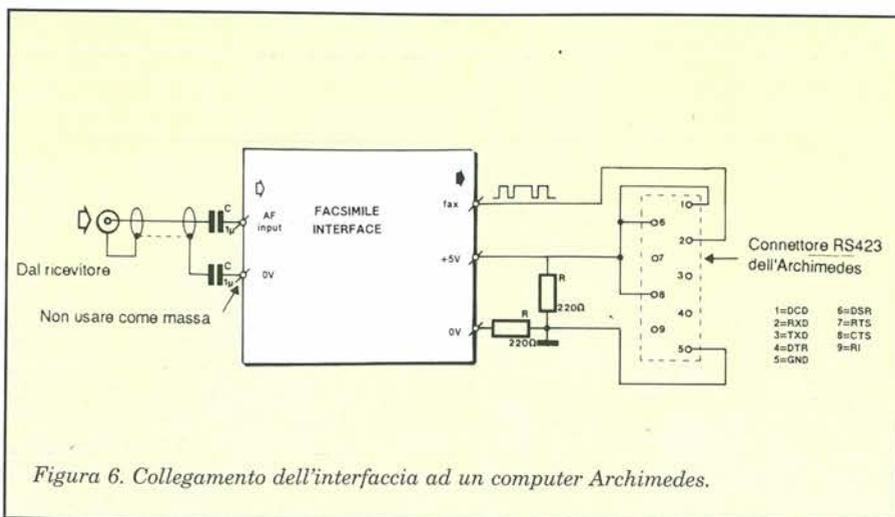 C
1µ
AF
input
FACSIMILE
INTERFACE
fax
Dal ricevitore
C
1µ
0V
+5V
Non usare come massa
R
220Ω
R
220Ω
0V
1
6
2
7
3
8
4
9
5
Connettore RS423
dell'Archimedes
1=DCD 6=DSR
2=RXD 7=RTS
3=TXD 8=CTS
4=DTR 9=RI
5=GND
Figura 6. Collegamento dell'interfaccia ad un computer Archimedes.